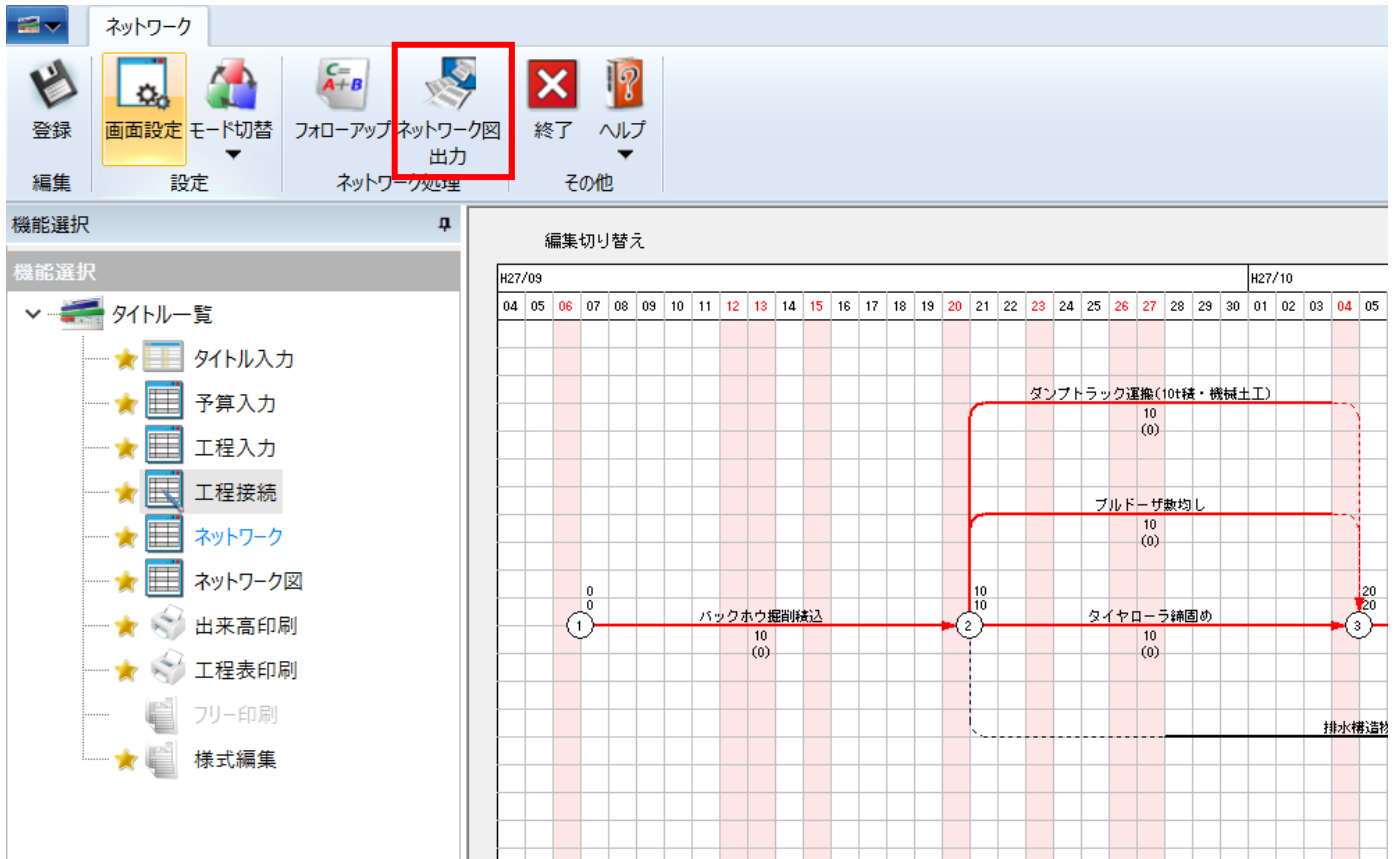 ネットワーク
登録
画面設定
モード切替
フォローアップ
ネットワーク図
出力
終了
ヘルプ
編集
設定
ネットワーク処理
その他
機能選択
機能選択
タイトル一覧
タイトル入力
予算入力
工程入力
工程接続
ネットワーク
ネットワーク図
出来高印刷
工程表印刷
フリー印刷
様式編集
編集切り替え
H27/09 H27/10
04 05 06 07 08 09 10 11 12 13 14 15 16 17 18 19 20 21 22 23 24 25 26 27 28 29 30 01 02 03 04 05
ダンプトラック運搬(10t積・機械土工)
10
(0)
ブルドーザ敷均し
10
(0)
0
0
1
バックホウ掘削積込
10
(0)
10
10
2
タイヤローラ締固め
10
(0)
20
20
3
排水構造物